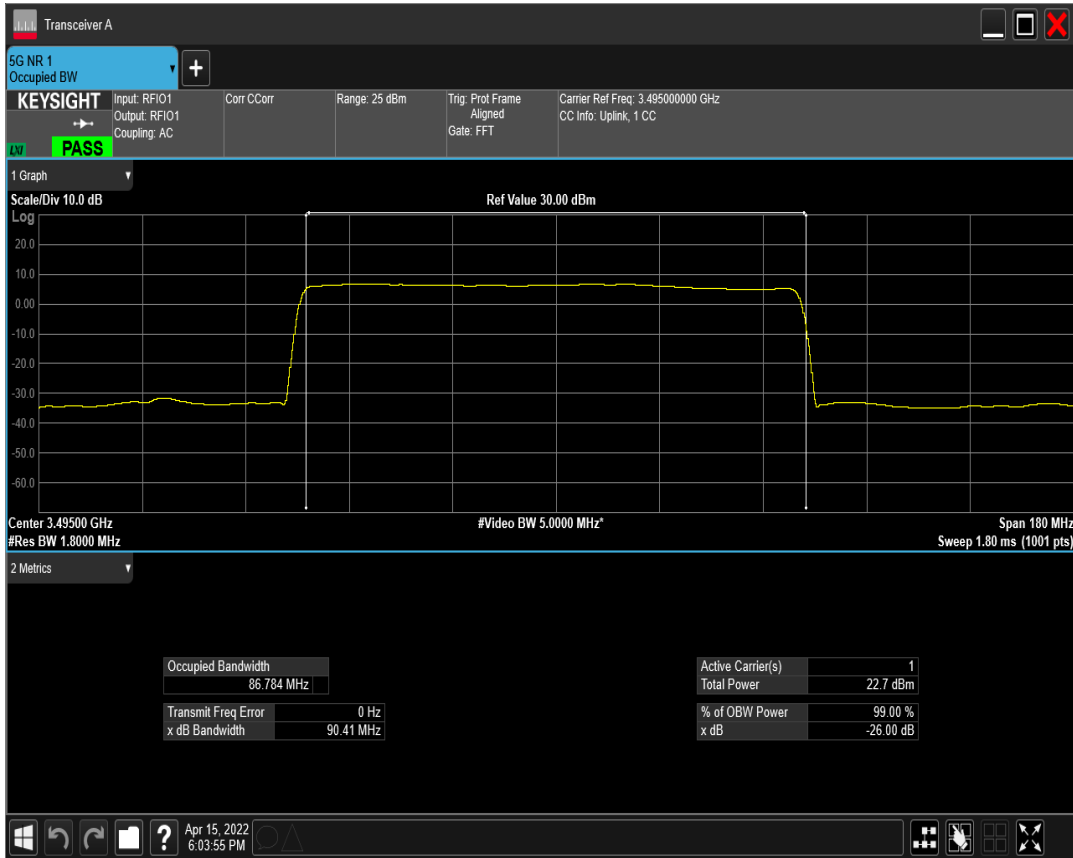 Transceiver A
5G NR 1
Occupied BW
KEYSIGHT
LXI
PASS
Input: RFIO1
Output: RFIO1
Coupling: AC
Corr CCorr
Range: 25 dBm
Trig: Prot Frame
Aligned
Gate: FFT
Carrier Ref Freq: 3.495000000 GHz
CC Info: Uplink, 1 CC
1 Graph
Scale/Div 10.0 dB
Ref Value 30.00 dBm
Log
20.0
10.0
0.00
-10.0
-20.0
-30.0
-40.0
-50.0
-60.0
Center 3.49500 GHz
#Video BW 5.0000 MHz*
Span 180 MHz
#Res BW 1.8000 MHz
Sweep 1.80 ms (1001 pts)
2 Metrics
Occupied Bandwidth
86.784 MHz
Transmit Freq Error 0 Hz
x dB Bandwidth 90.41 MHz
Active Carrier(s) 1
Total Power 22.7 dBm
% of OBW Power 99.00 %
x dB -26.00 dB
?
Apr 15, 2022
6:03:55 PM